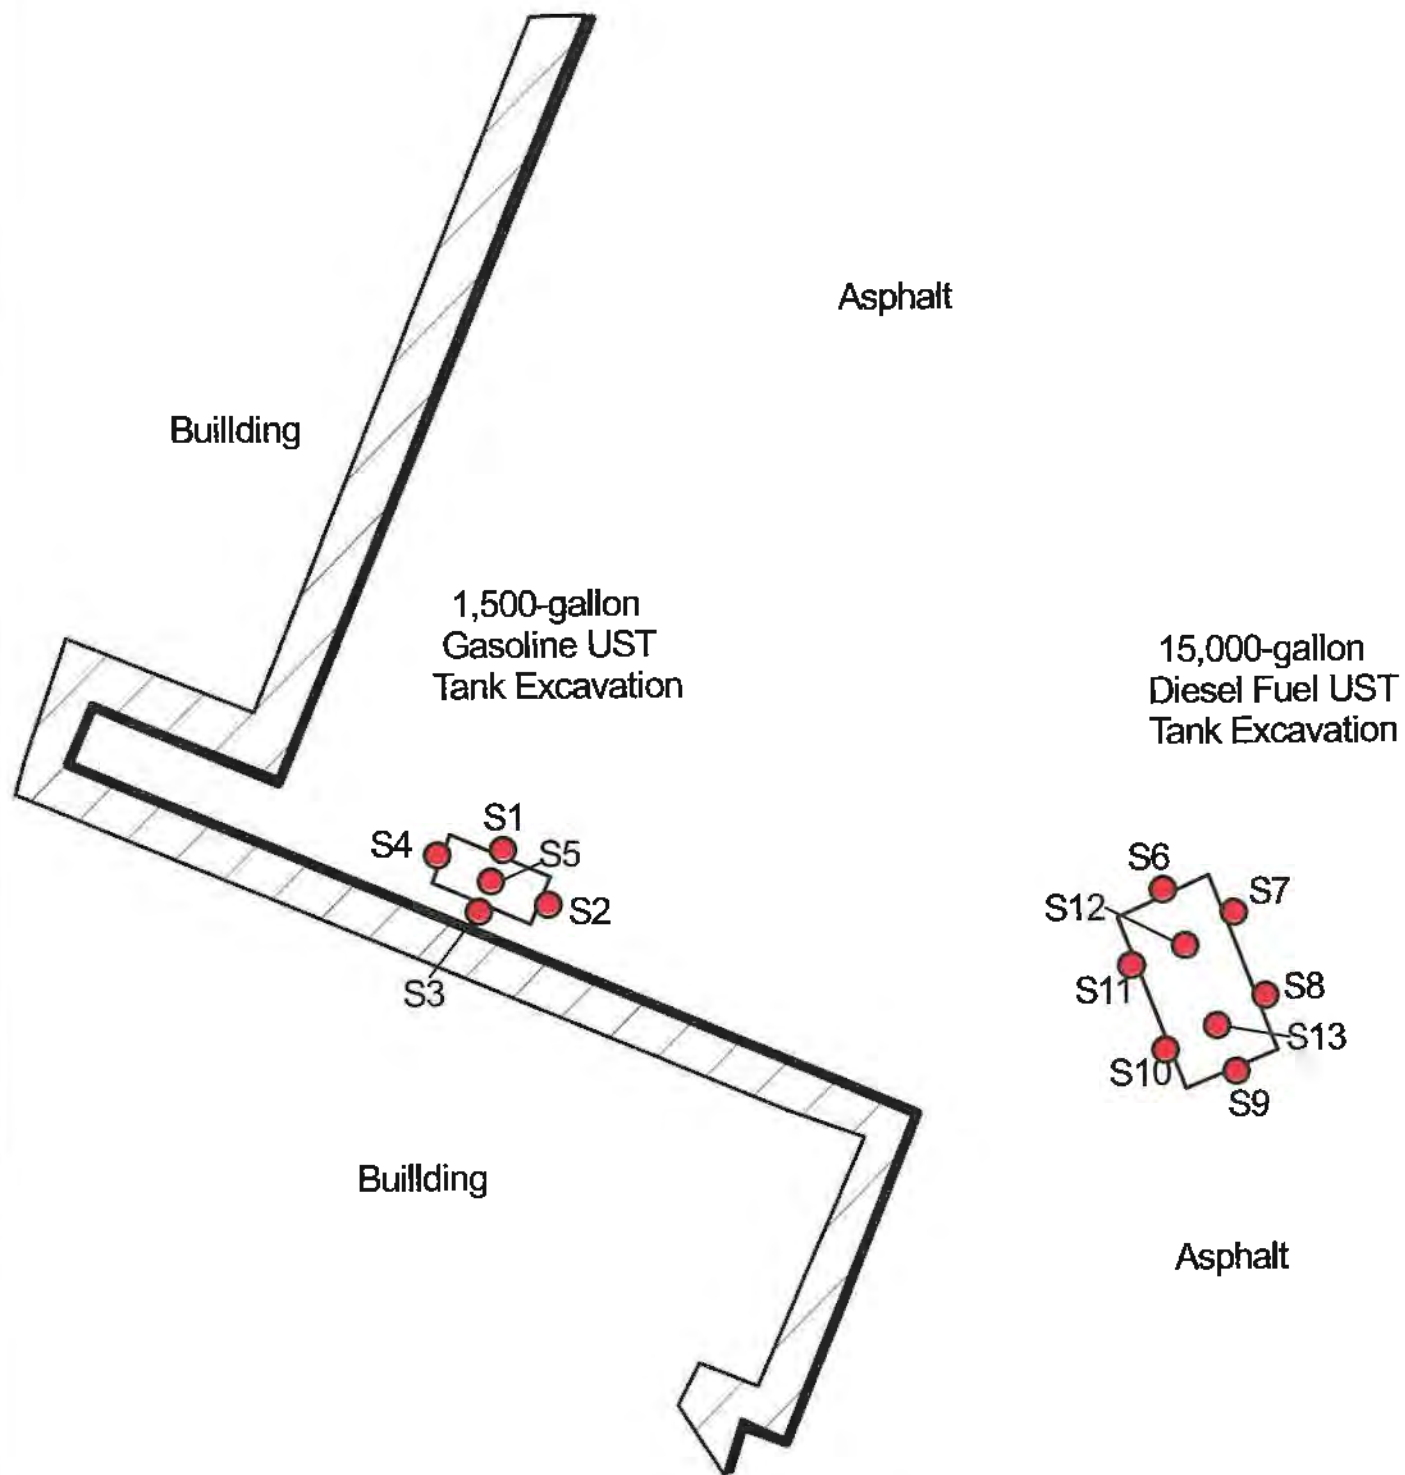 Asphalt
Buillding
1,500-gallon
Gasoline UST
Tank Excavation
15,000-gallon
Diesel Fuel UST
Tank Excavation
S1
S4
S5
S2
S3
S6
S7
S12
S11
S8
S13
S10
S9
Buillding
Asphalt